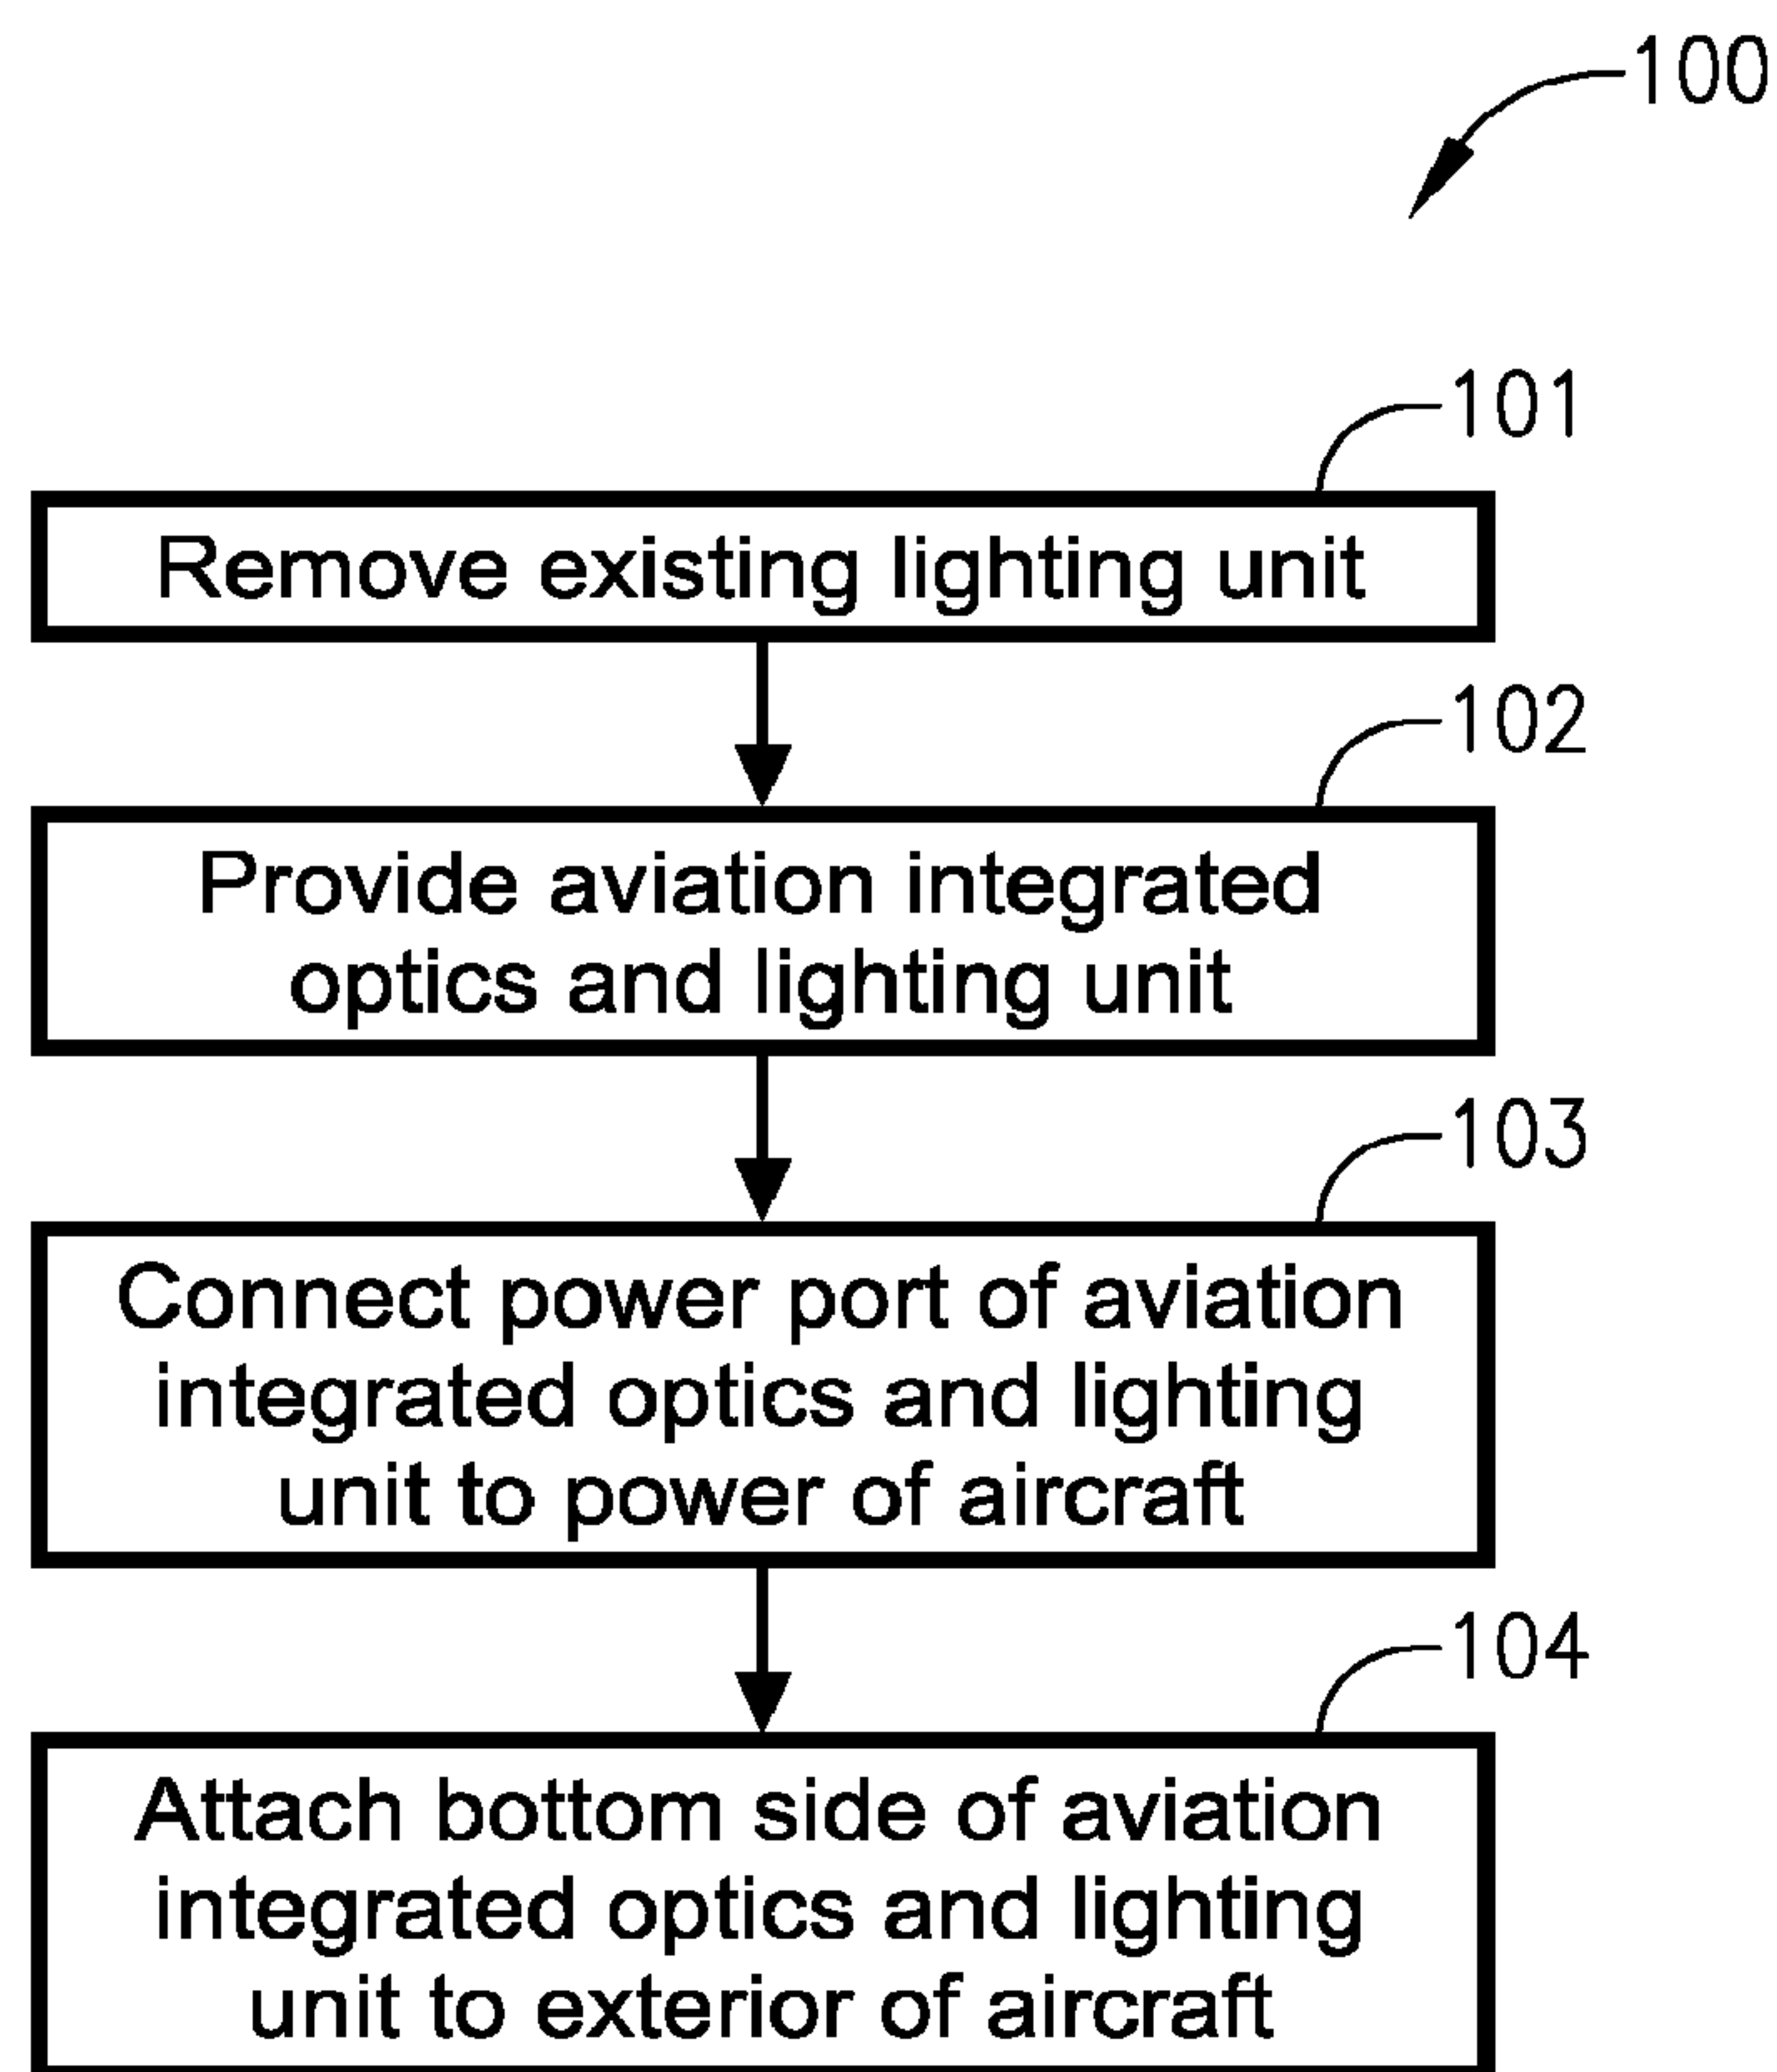 100
101
Remove existing lighting unit
102
Provide aviation integrated
optics and lighting unit
103
Connect power port of aviation
integrated optics and lighting
unit to power of aircraft
104
Attach bottom side of aviation
integrated optics and lighting
unit to exterior of aircraft